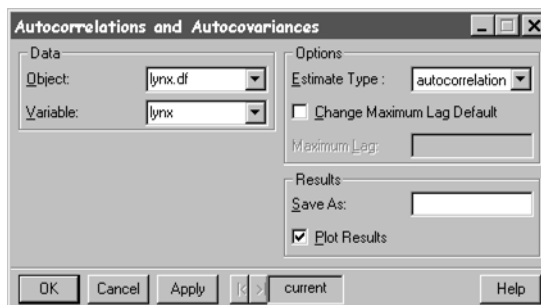 Autocorrelations and Autocovariances
Data
Object: lynx.df
Variable: lynx
Options
Estimate Type : autocorrelation
Change Maximum Lag Default
Maximum Lag:
Results
Save As:
Plot Results
OK Cancel Apply |< > current Help